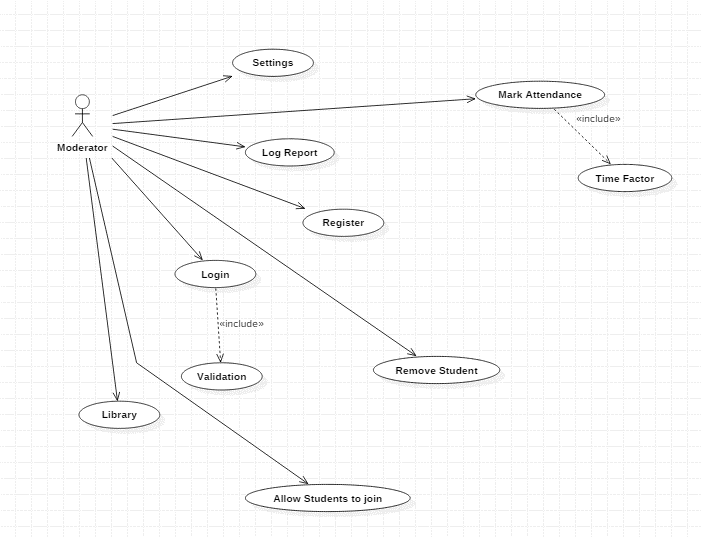 Settings
Mark Attendance
«include»
Moderator
Log Report
Time Factor
Register
Login
«include»
Validation
Remove Student
Library
Allow Students to join